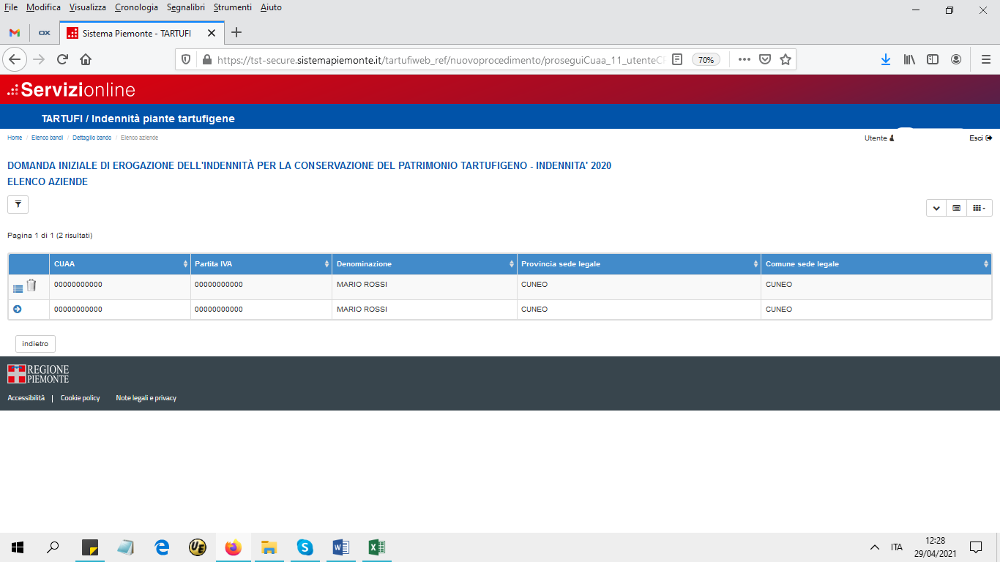 File Modifica Visualizza Cronologia Segnalibri Strumenti Aiuto
OX Sistema Piemonte - TARTUFI
https://tst-secure.sistemapiemonte.it/tartufiweb_ref/nuovoprocedimento/proseguiCuaa_11_utenteCF 70%
Servizionline
TARTUFI / Indennità piante tartufigene
Home / Elenco bandi / Dettaglio bando / Elenco aziende Utente Esci
DOMANDA INIZIALE DI EROGAZIONE DELL'INDENNITÀ PER LA CONSERVAZIONE DEL PATRIMONIO TARTUFIGENO - INDENNITA' 2020
ELENCO AZIENDE
Pagina 1 di 1 (2 risultati)
CUAA Partita IVA Denominazione Provincia sede legale Comune sede legale
00000000000 00000000000 MARIO ROSSI CUNEO CUNEO
00000000000 00000000000 MARIO ROSSI CUNEO CUNEO
indietro
REGIONE
PIEMONTE
Accessibilità | Cookie policy Note legali e privacy
UE ITA 12:28
29/04/2021